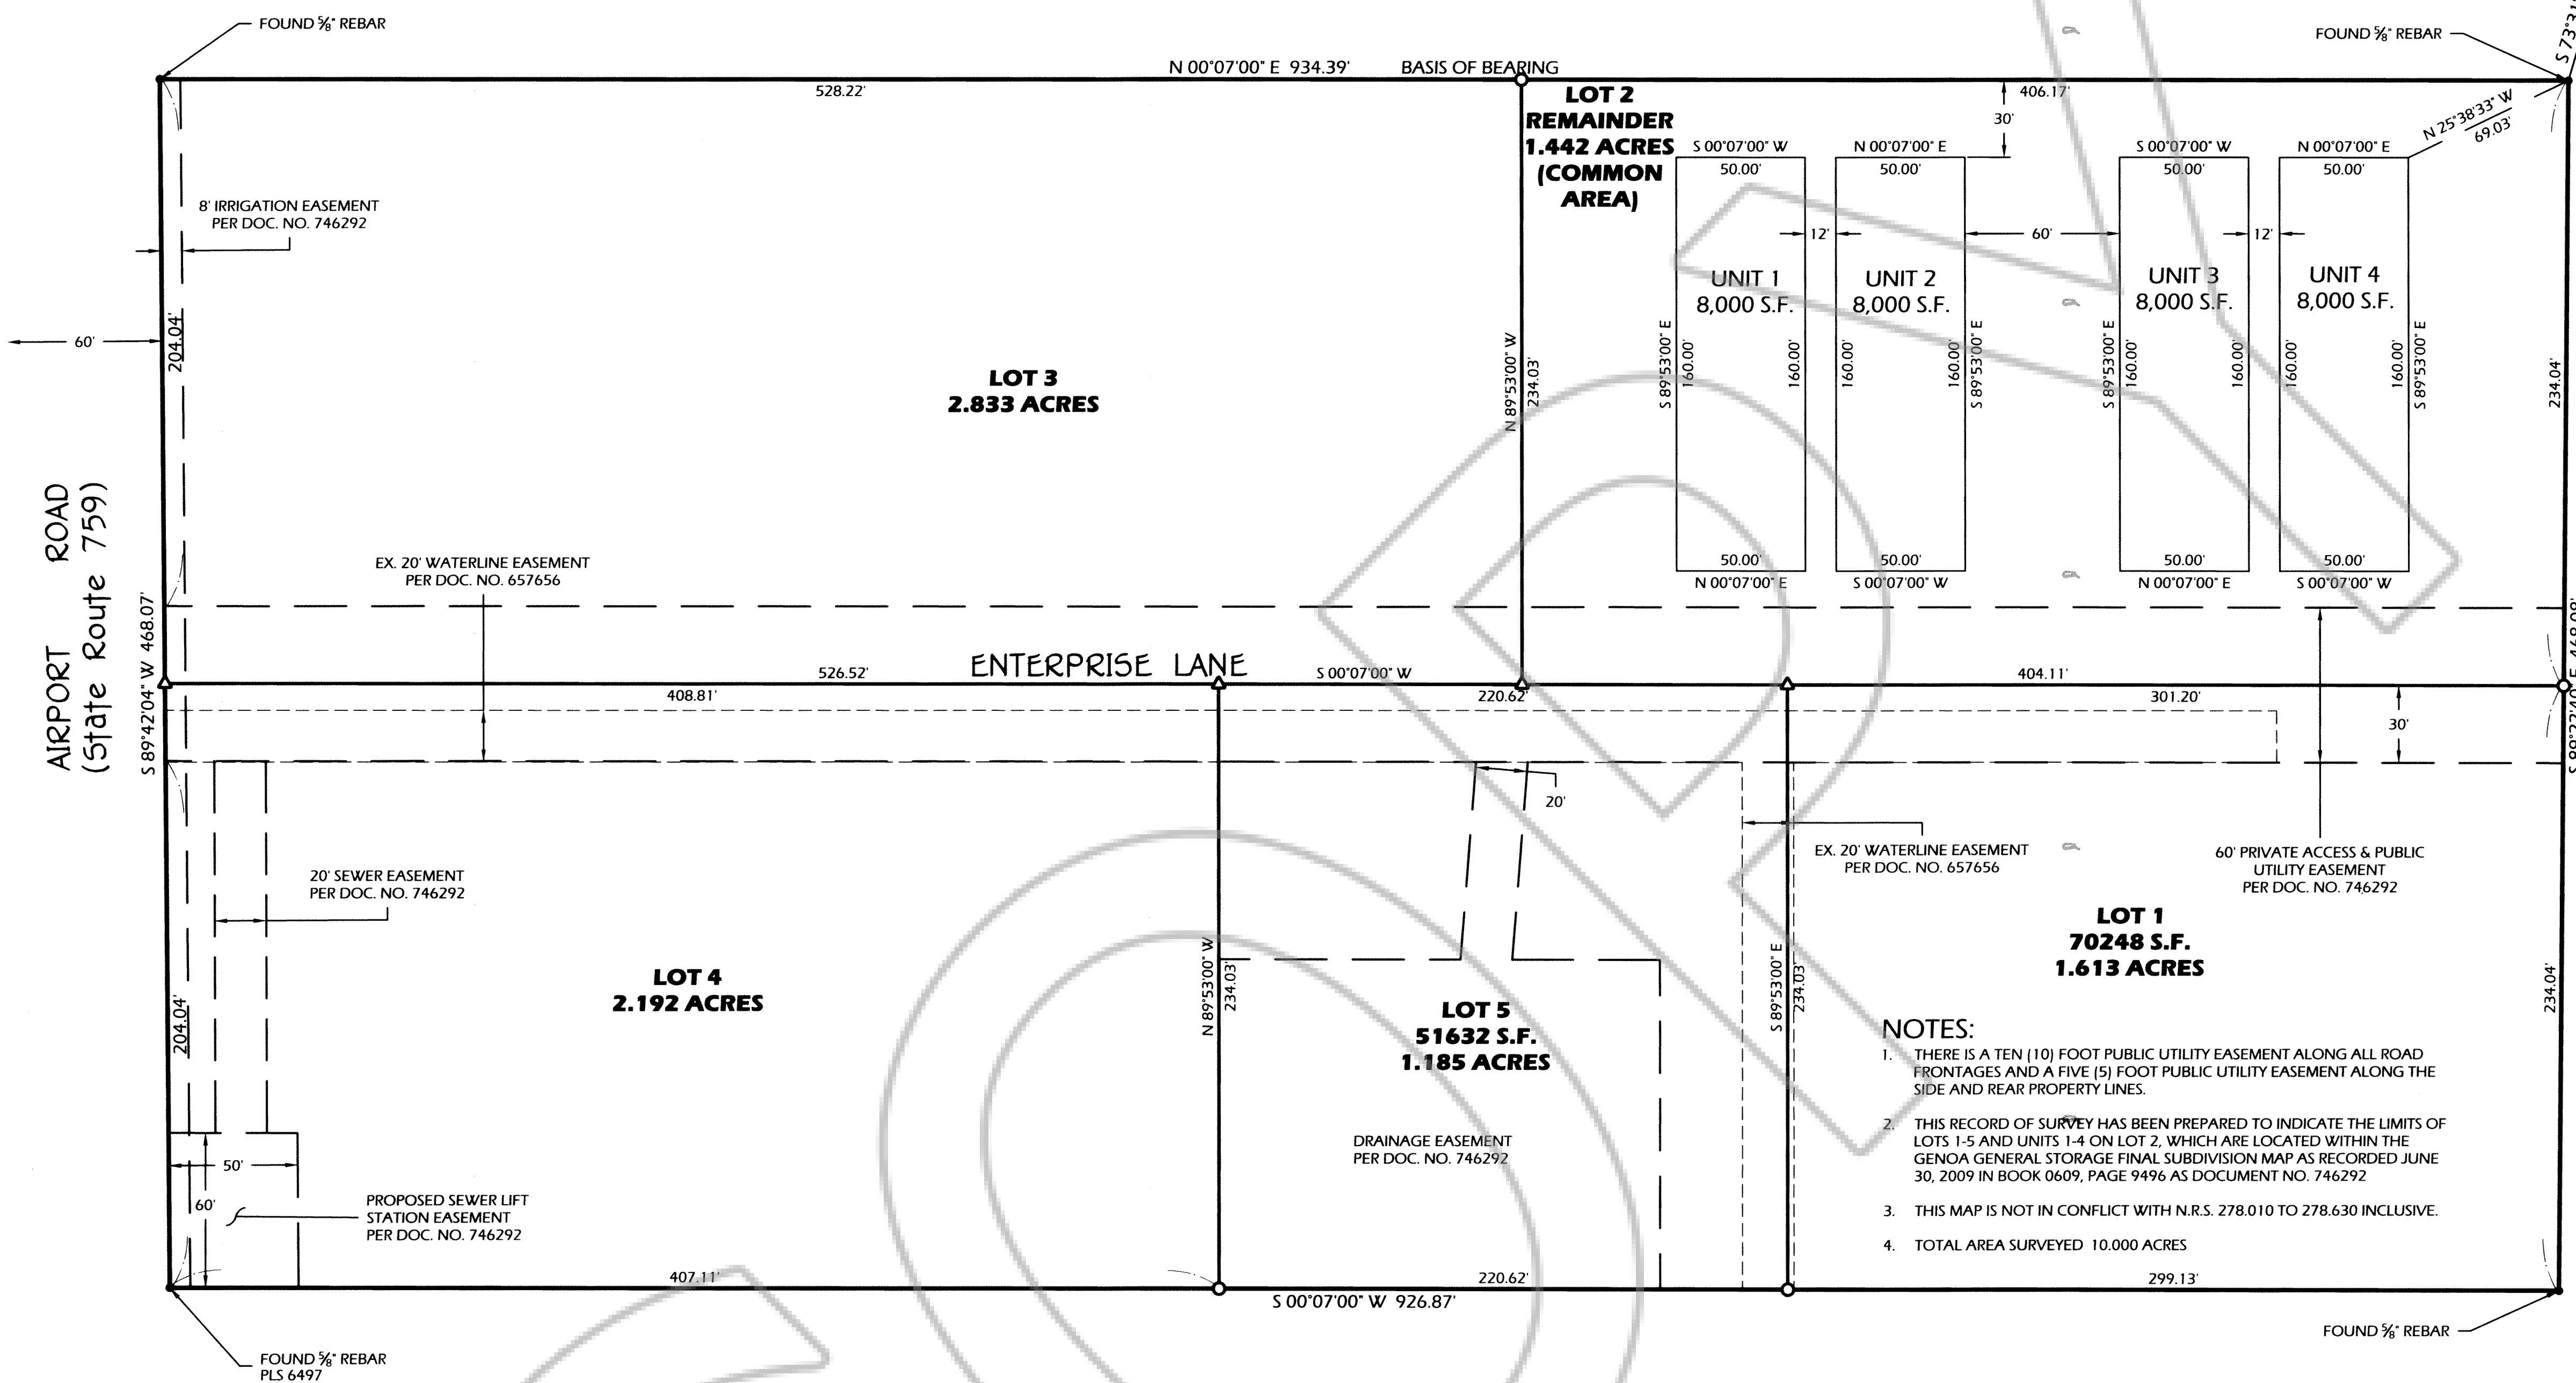 FOUND ⅝" REBAR
FOUND ⅝" REBAR
N 00°07'00" E 934.39' BASIS OF BEARING
528.22'
406.17'
30'
N 25°38'33" W
69.03'
LOT 2
REMAINDER
1.442 ACRES
(COMMON
AREA)
S 00°07'00" W
50.00'
N 00°07'00" E
50.00'
S 00°07'00" W
50.00'
N 00°07'00" E
50.00'
8' IRRIGATION EASEMENT
PER DOC. NO. 746292
12'
60'
12'
UNIT 1
8,000 S.F.
UNIT 2
8,000 S.F.
UNIT 3
8,000 S.F.
UNIT 4
8,000 S.F.
60'
204.04'
LOT 3
2.833 ACRES
N 89°53'00" W
234.03'
S 89°53'00" E
160.00'
160.00'
160.00'
160.00'
S 89°53'00" E
S 89°53'00" E
160.00'
160.00'
160.00'
160.00'
S 89°53'00" E
234.04'
50.00'
N 00°07'00" E
50.00'
S 00°07'00" W
50.00'
N 00°07'00" E
50.00'
S 00°07'00" W
AIRPORT ROAD
(State Route 759)
S 89°42'04" W 468.07'
EX. 20' WATERLINE EASEMENT
PER DOC. NO. 657656
526.52'
ENTERPRISE LANE
S 00°07'00" W
404.11'
408.81'
220.62'
301.20'
30'
20'
EX. 20' WATERLINE EASEMENT
PER DOC. NO. 657656
60' PRIVATE ACCESS & PUBLIC
UTILITY EASEMENT
PER DOC. NO. 746292
20' SEWER EASEMENT
PER DOC. NO. 746292
LOT 1
70248 S.F.
1.613 ACRES
LOT 4
2.192 ACRES
204.04'
N 89°53'00" W
234.03'
LOT 5
51632 S.F.
1.185 ACRES
S 89°53'00" E
234.03'
234.04'
DRAINAGE EASEMENT
PER DOC. NO. 746292
50'
60'
PROPOSED SEWER LIFT
STATION EASEMENT
PER DOC. NO. 746292
NOTES:
1. THERE IS A TEN (10) FOOT PUBLIC UTILITY EASEMENT ALONG ALL ROAD
FRONTAGES AND A FIVE (5) FOOT PUBLIC UTILITY EASEMENT ALONG THE
SIDE AND REAR PROPERTY LINES.
2. THIS RECORD OF SURVEY HAS BEEN PREPARED TO INDICATE THE LIMITS OF
LOTS 1-5 AND UNITS 1-4 ON LOT 2, WHICH ARE LOCATED WITHIN THE
GENOA GENERAL STORAGE FINAL SUBDIVISION MAP AS RECORDED JUNE
30, 2009 IN BOOK 0609, PAGE 9496 AS DOCUMENT NO. 746292
3. THIS MAP IS NOT IN CONFLICT WITH N.R.S. 278.010 TO 278.630 INCLUSIVE.
4. TOTAL AREA SURVEYED 10.000 ACRES
407.11'
220.62'
299.13'
S 00°07'00" W 926.87'
FOUND ⅝" REBAR
PLS 6497
FOUND ⅝" REBAR